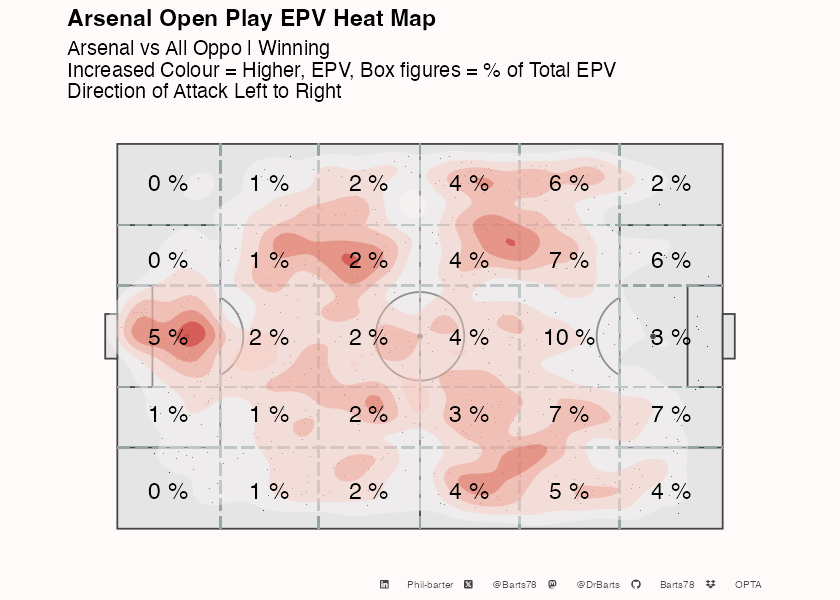 Arsenal Open Play EPV Heat Map
Arsenal vs All Oppo | Winning
Increased Colour = Higher, EPV, Box figures = % of Total EPV
Direction of Attack Left to Right
0 % 1 % 2 % 4 % 6 % 2 %
0 % 1 % 2 % 4 % 7 % 6 %
5 % 2 % 2 % 4 % 10 % 3 %
1 % 1 % 2 % 3 % 7 % 7 %
0 % 1 % 2 % 4 % 5 % 4 %
Phil-barter @Barts78 @DrBarts Barts78 OPTA